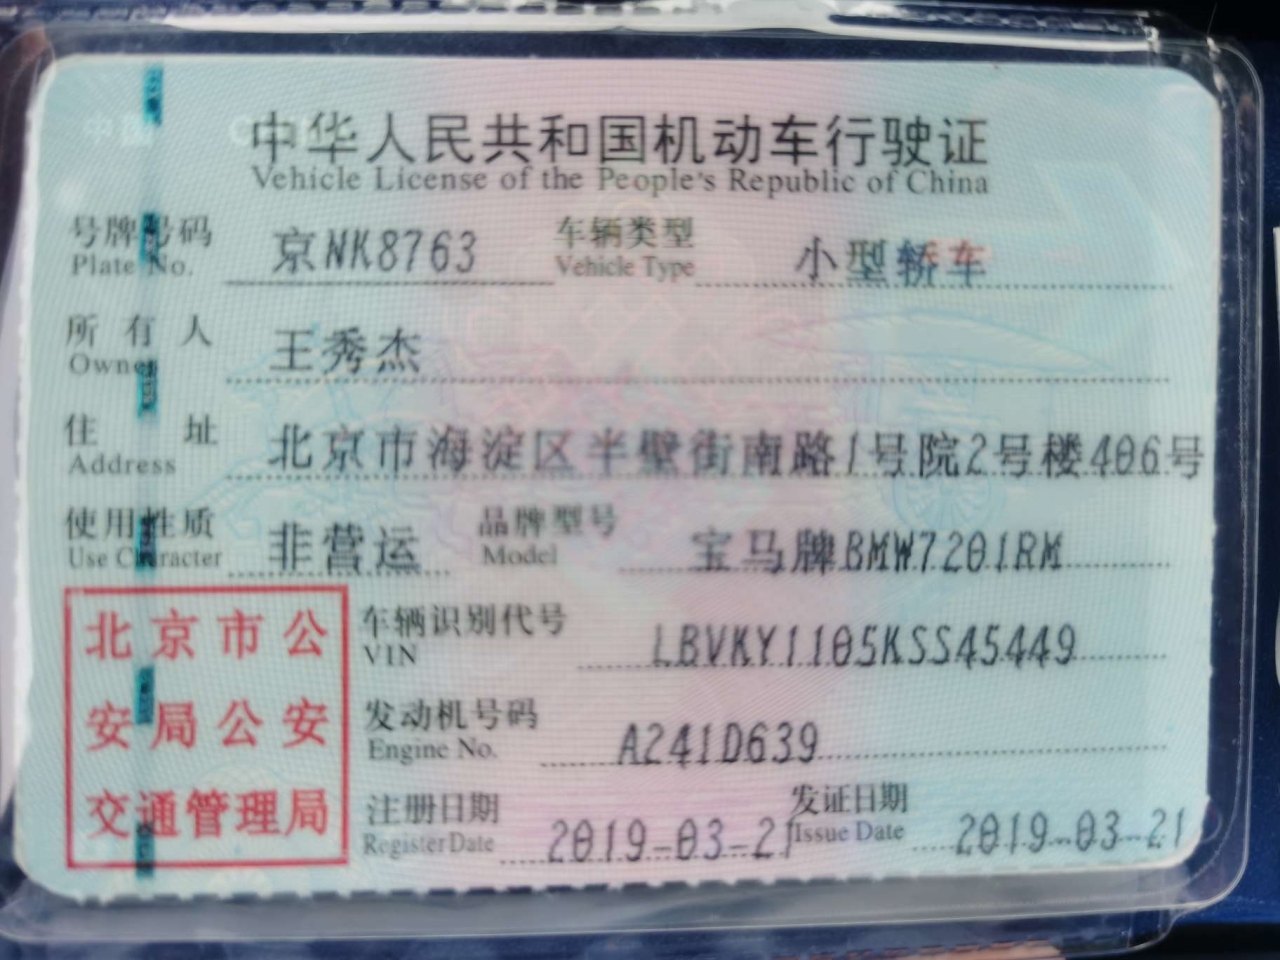 中华人民共和国机动车行驶证
Vehicle License of the People's Republic of China
号牌号码 京NK8763 车辆类型 小型轿车
Plate No. Vehicle Type
所有人 王秀杰
Owner
住址 北京市海淀区半壁街南路1号院2号楼406号
Address
使用性质 非营运 品牌型号 宝马牌BMW7201RM
Use Character Model
北京市公
安局公安
交通管理局
车辆识别代号 LBVKY1105KSS45449
VIN
发动机号码 A241D639
Engine No.
注册日期 2019-03-21 发证日期 2019-03-21
Register Date Issue Date